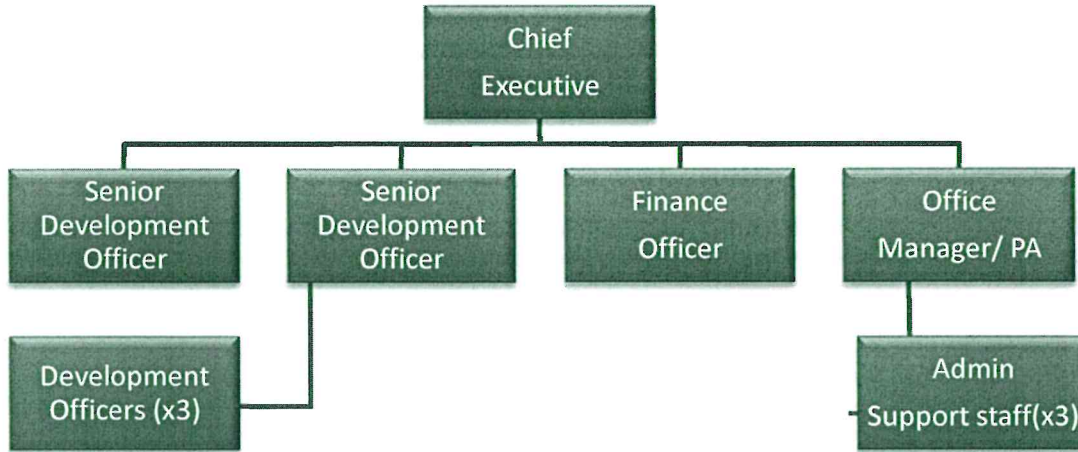 Chief
Executive
Senior
Development
Officer
Senior
Development
Officer
Finance
Officer
Office
Manager/ PA
Development
Officers (x3)
Admin
Support staff(x3)